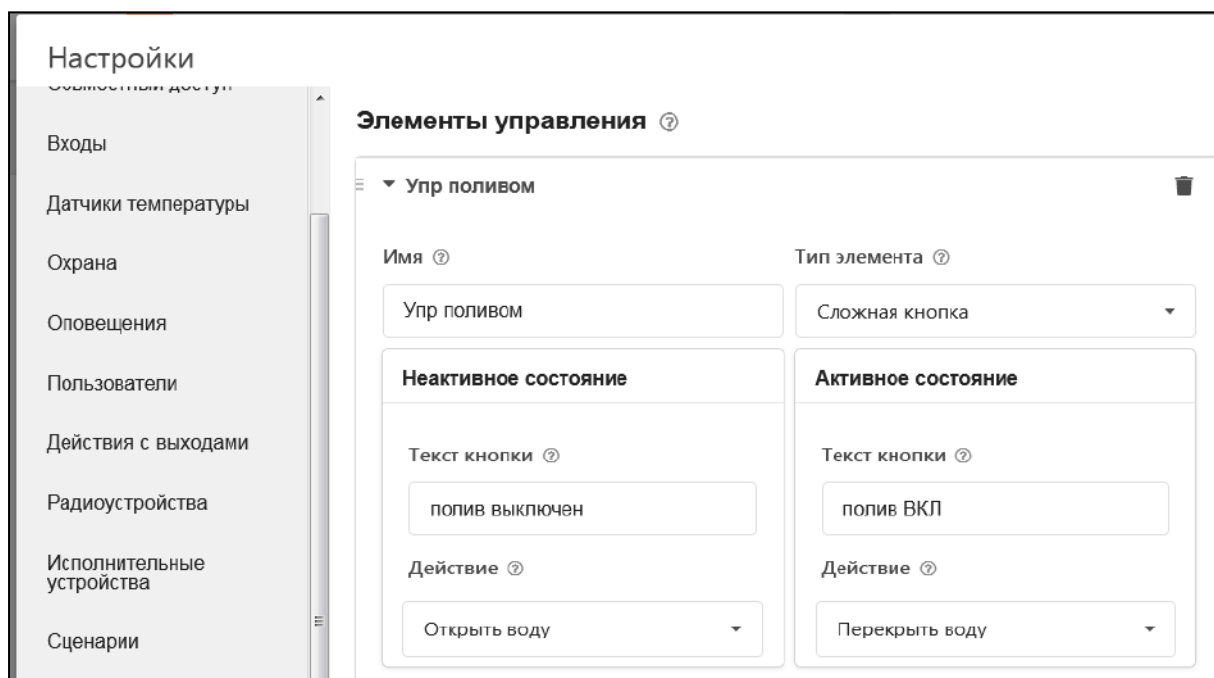 Настройки
Совместный доступ
Входы
Датчики температуры
Охрана
Оповещения
Пользователи
Действия с выходами
Радиоустройства
Исполнительные
устройства
Сценарии
Элементы управления
Упр поливом
Имя
Тип элемента
Упр поливом
Сложная кнопка
Неактивное состояние
Активное состояние
Текст кнопки
Текст кнопки
полив выключен
полив ВКЛ
Действие
Действие
Открыть воду
Перекрыть воду